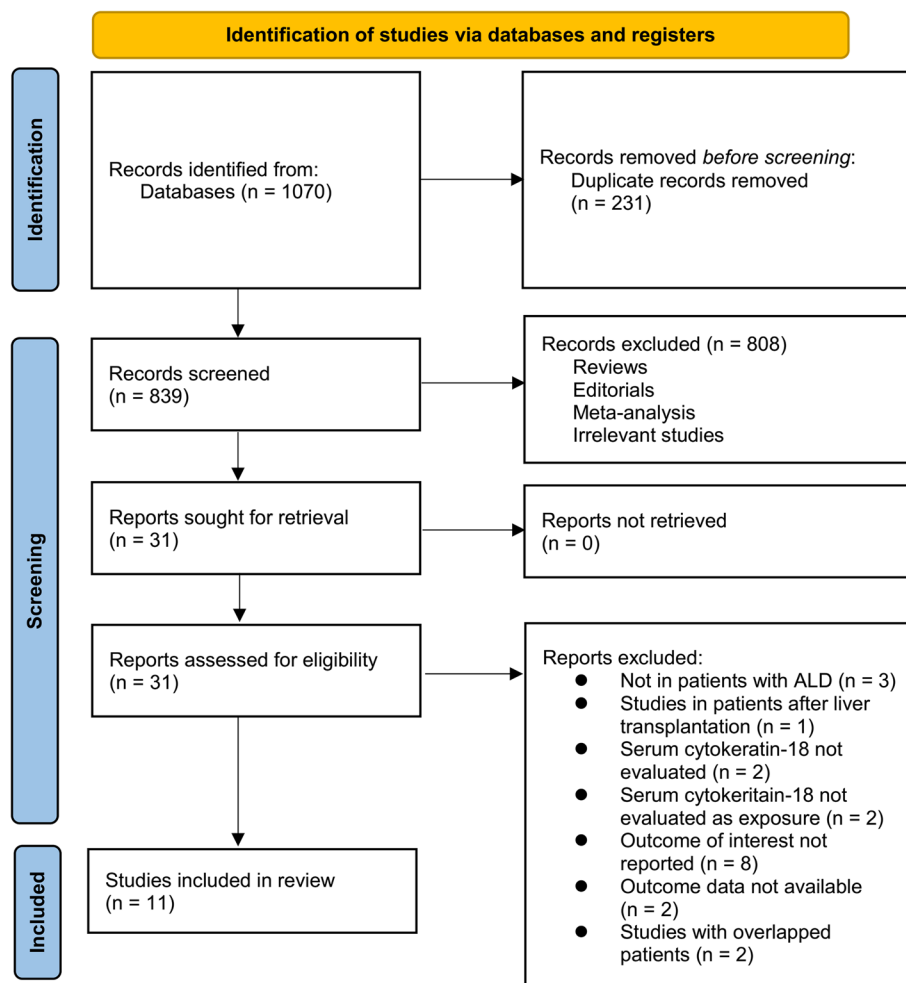 Identification of studies via databases and registers
Identification
Records identified from:
Databases (n = 1070)
Records removed before screening:
Duplicate records removed
(n = 231)
Screening
Records screened
(n = 839)
Records excluded (n = 808)
Reviews
Editorials
Meta-analysis
Irrelevant studies
Reports sought for retrieval
(n = 31)
Reports not retrieved
(n = 0)
Reports assessed for eligibility
(n = 31)
Reports excluded:
● Not in patients with ALD (n = 3)
● Studies in patients after liver
transplantation (n = 1)
● Serum cytokeratin-18 not
evaluated (n = 2)
● Serum cytokeritain-18 not
evaluated as exposure (n = 2)
● Outcome of interest not
reported (n = 8)
● Outcome data not available
(n = 2)
● Studies with overlapped
patients (n = 2)
Included
Studies included in review
(n = 11)